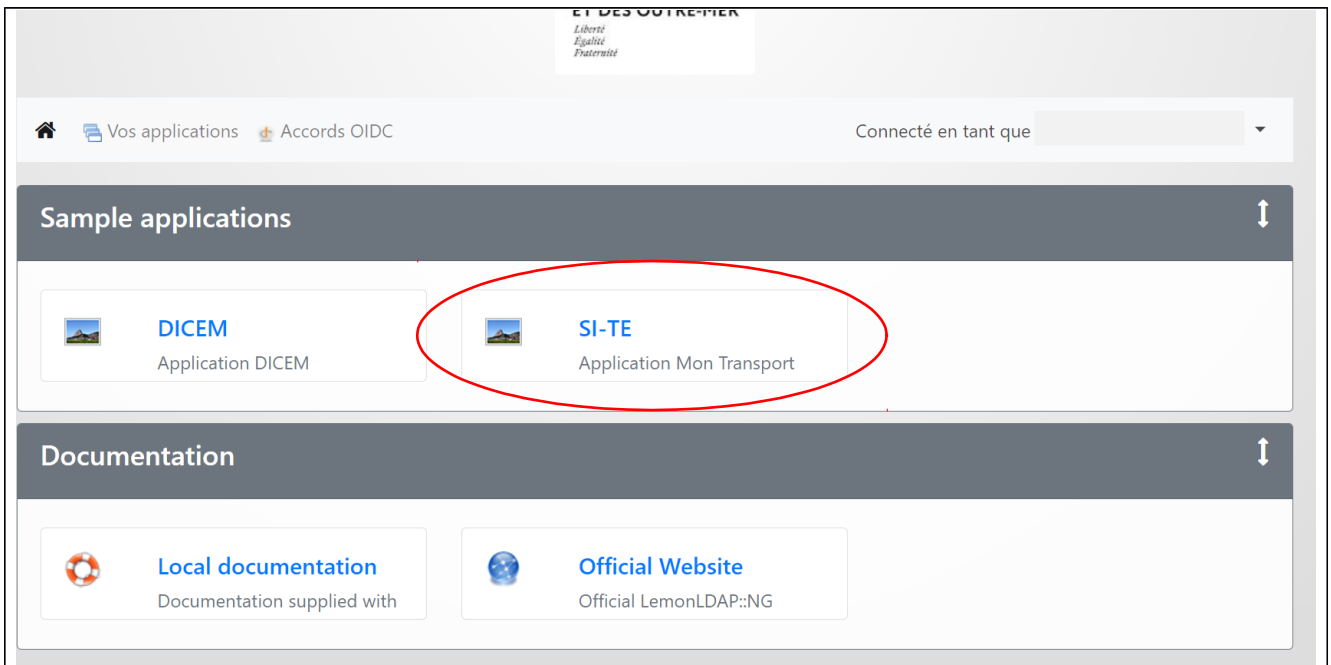 ET DES OUTRE-MER
Liberté
Égalité
Fraternité
Vos applications Accords OIDC Connecté en tant que
Sample applications
DICEM
Application DICEM
SI-TE
Application Mon Transport
Documentation
Local documentation
Documentation supplied with
Official Website
Official LemonLDAP::NG